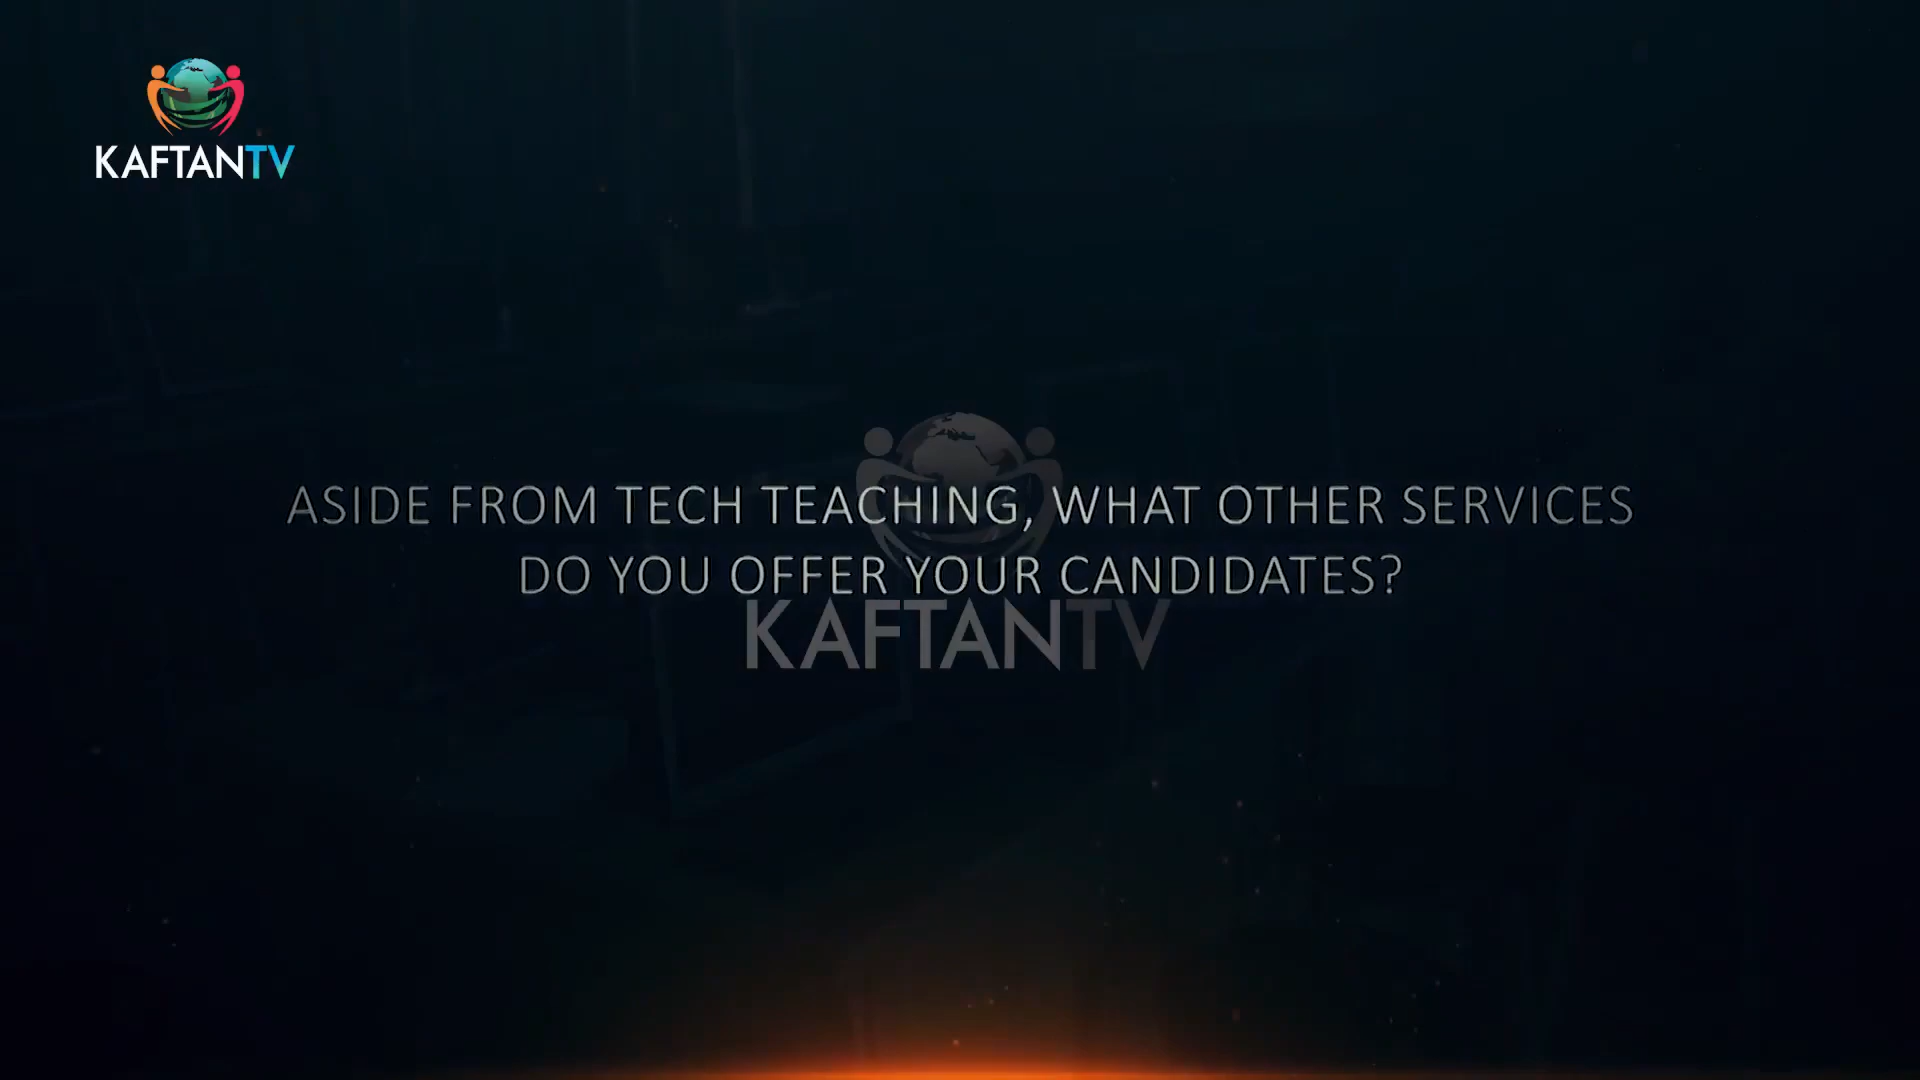 KAFTANTV
ASIDE FROM TECH TEACHING, WHAT OTHER SERVICES
DO YOU OFFER YOUR CANDIDATES?
KAFTANTV